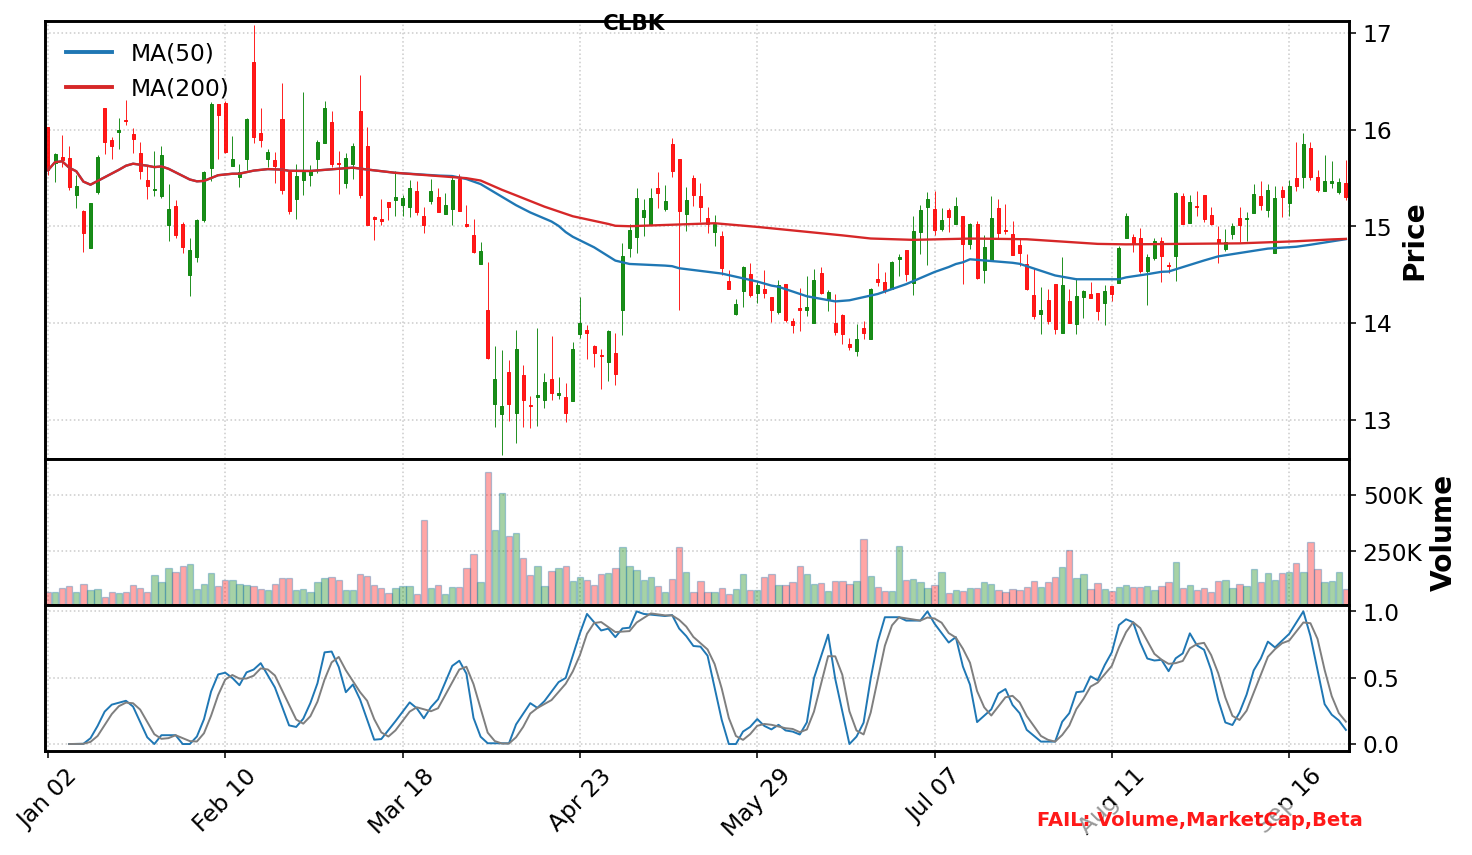 CLBK
MA(50)
MA(200)
17
16
15
14
13
Price
500K
250K
Volume
1.0
0.5
0.0
Jan 02
Feb 10
Mar 18
Apr 23
May 29
Jul 07
Aug 11
Sep 16
FAIL: Volume,MarketCap,Beta